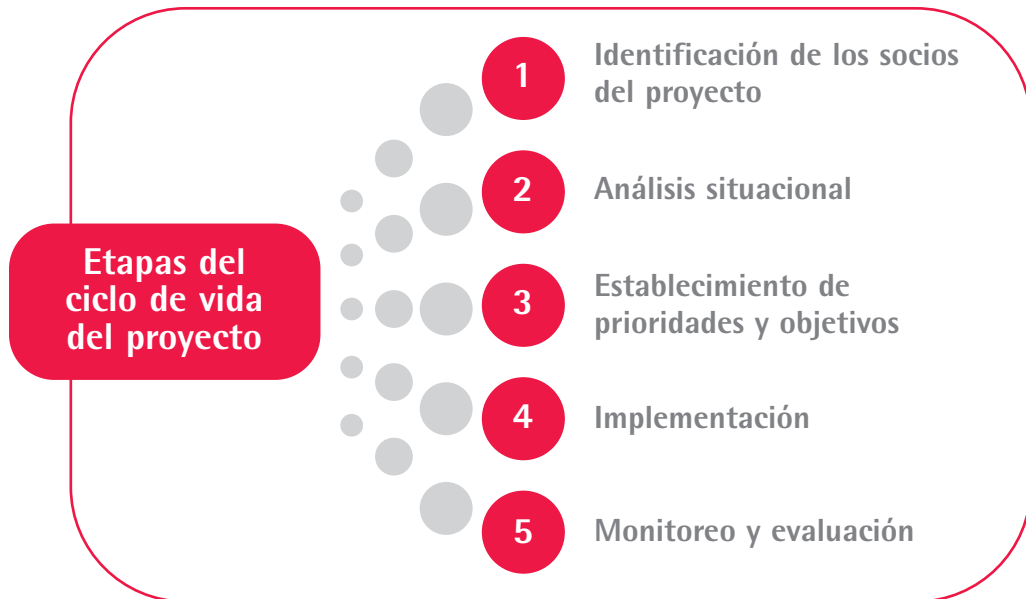 Etapas del
ciclo de vida
del proyecto
1
Identificación de los socios
del proyecto
2
Análisis situacional
3
Establecimiento de
prioridades y objetivos
4
Implementación
5
Monitoreo y evaluación